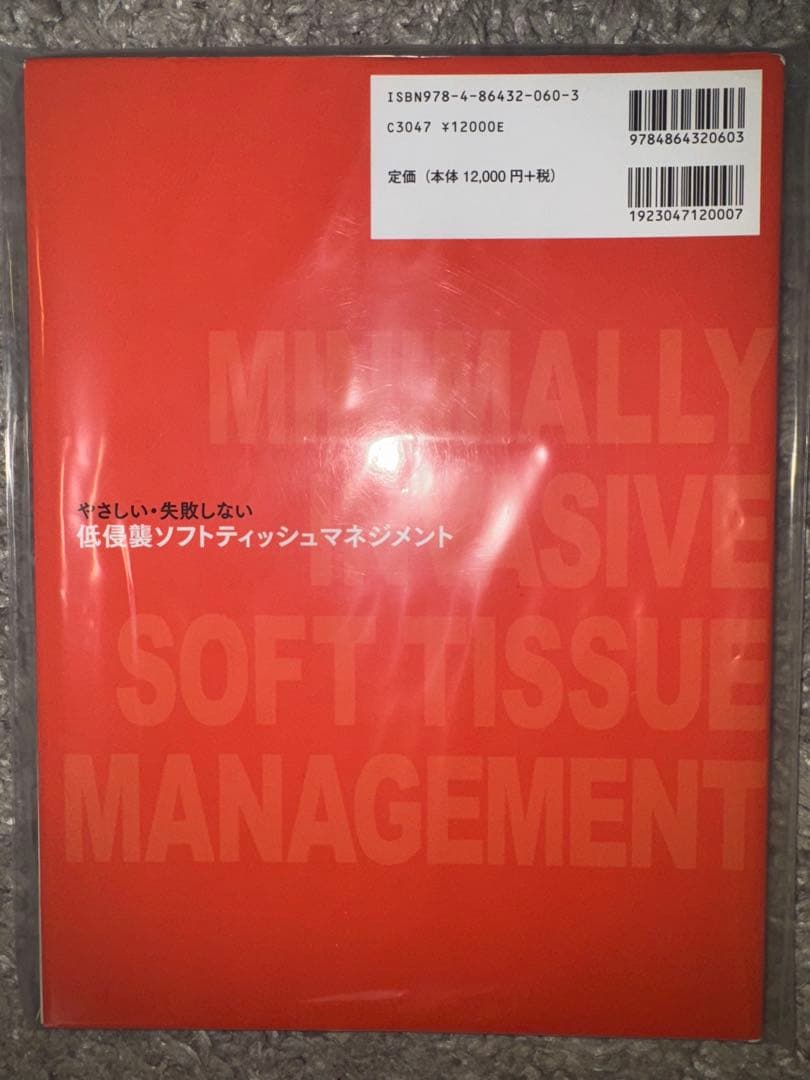 ISBN978-4-86432-060-3
C3047 ¥12000E
定価（本体 12,000 円+税）
9784864320603
1923047120007
やさしい・失敗しない
低侵襲ソフトティッシュマネジメント
MINIMALLY
INVASIVE
SOFT TISSUE
MANAGEMENT